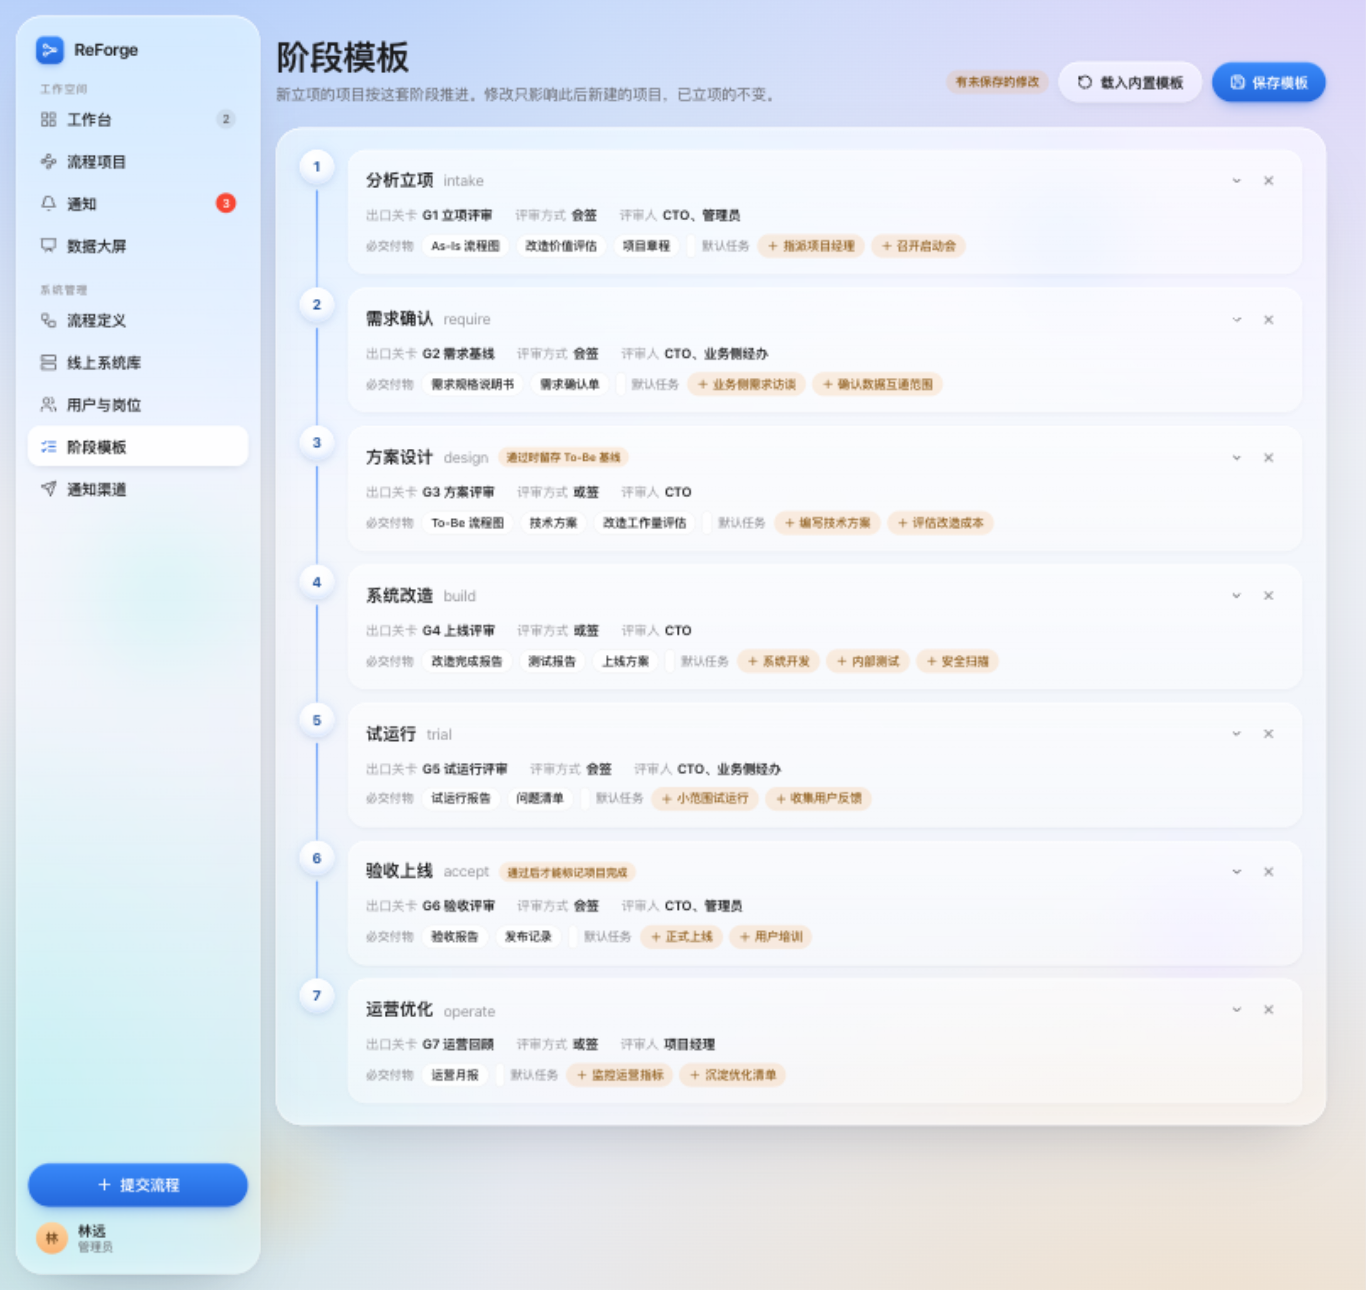 ReForge
工作空间
工作台 2
流程项目
通知 3
数据大屏
系统管理
流程定义
线上系统库
用户与岗位
阶段模板
通知渠道
+ 提交流程
林 林远
管理员
阶段模板
新立项的项目按这套阶段推进。修改只影响此后新建的项目，已立项的不变。
有未保存的修改 载入内置模板 保存模板
1 分析立项 intake
出口关卡 G1 立项评审 评审方式 会签 评审人 CTO、管理员
必交付物 As-Is 流程图 改造价值评估 项目章程 默认任务 + 指派项目经理 + 召开启动会
2 需求确认 require
出口关卡 G2 需求基线 评审方式 会签 评审人 CTO、业务侧经办
必交付物 需求规格说明书 需求确认单 默认任务 + 业务侧需求访谈 + 确认数据互通范围
3 方案设计 design 通过时留存 To-Be 基线
出口关卡 G3 方案评审 评审方式 或签 评审人 CTO
必交付物 To-Be 流程图 技术方案 改造工作量评估 默认任务 + 编写技术方案 + 评估改造成本
4 系统改造 build
出口关卡 G4 上线评审 评审方式 或签 评审人 CTO
必交付物 改造完成报告 测试报告 上线方案 默认任务 + 系统开发 + 内部测试 + 安全扫描
5 试运行 trial
出口关卡 G5 试运行评审 评审方式 会签 评审人 CTO、业务侧经办
必交付物 试运行报告 问题清单 默认任务 + 小范围试运行 + 收集用户反馈
6 验收上线 accept 通过后才能标记项目完成
出口关卡 G6 验收评审 评审方式 会签 评审人 CTO、管理员
必交付物 验收报告 发布记录 默认任务 + 正式上线 + 用户培训
7 运营优化 operate
出口关卡 G7 运营回顾 评审方式 或签 评审人 项目经理
必交付物 运营月报 默认任务 + 监控运营指标 + 沉淀优化清单